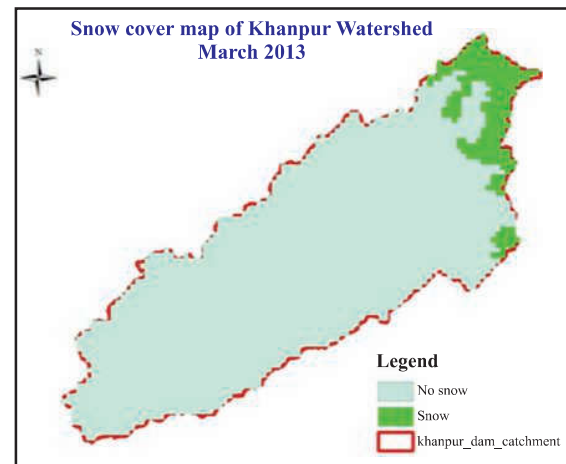 Snow cover map of Khanpur Watershed
March 2013
N
Legend
No snow
Snow
khanpur_dam_catchment